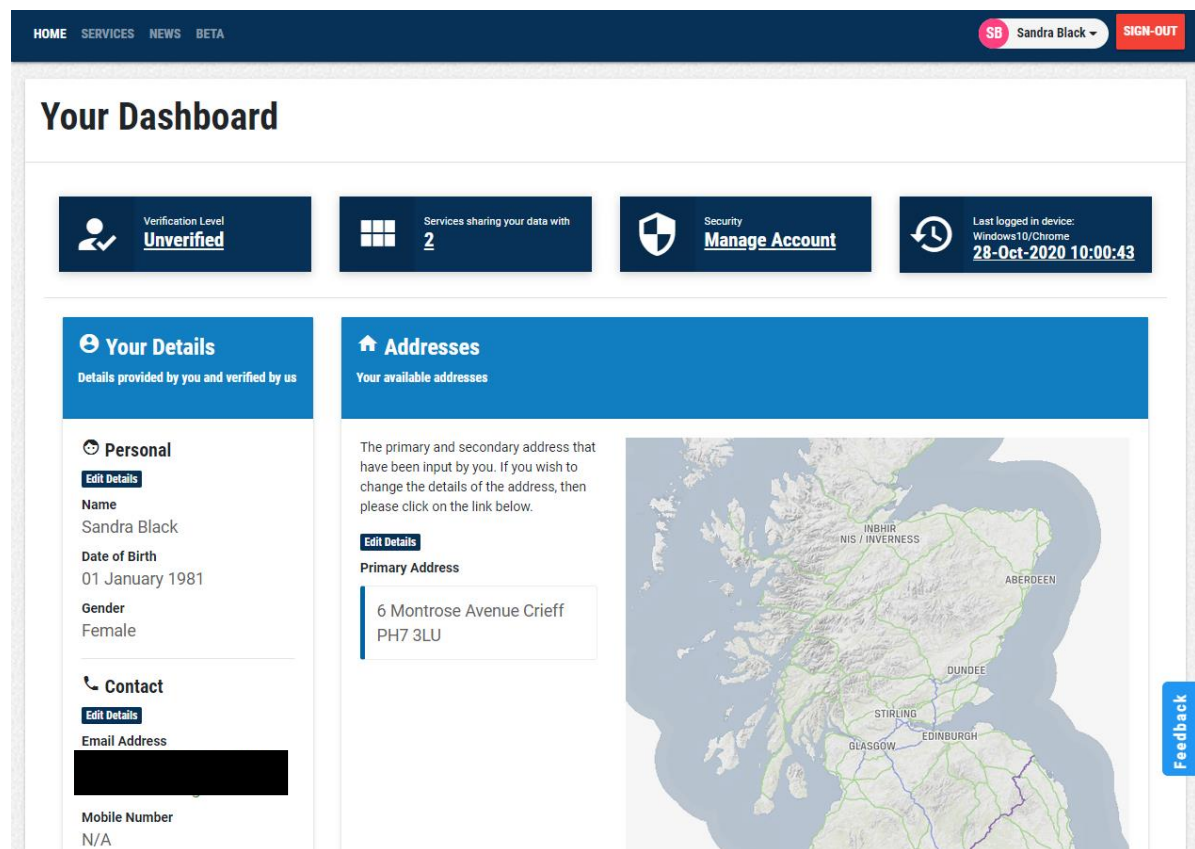 HOME SERVICES NEWS BETA
SB Sandra Black SIGN-OUT
Your Dashboard
Verification Level
Unverified
Services sharing your data with
2
Security
Manage Account
Last logged in device:
Windows10/Chrome
28-Oct-2020 10:00:43
Your Details
Details provided by you and verified by us
Personal
Edit Details
Name
Sandra Black
Date of Birth
01 January 1981
Gender
Female
Contact
Edit Details
Email Address
Mobile Number
N/A
Addresses
Your available addresses
The primary and secondary address that
have been input by you. If you wish to
change the details of the address, then
please click on the link below.
Edit Details
Primary Address
6 Montrose Avenue Crieff
PH7 3LU
INBHIR
NIS / INVERNESS
ABERDEEN
DUNDEE
STIRLING
EDINBURGH
GLASGOW
Feedback